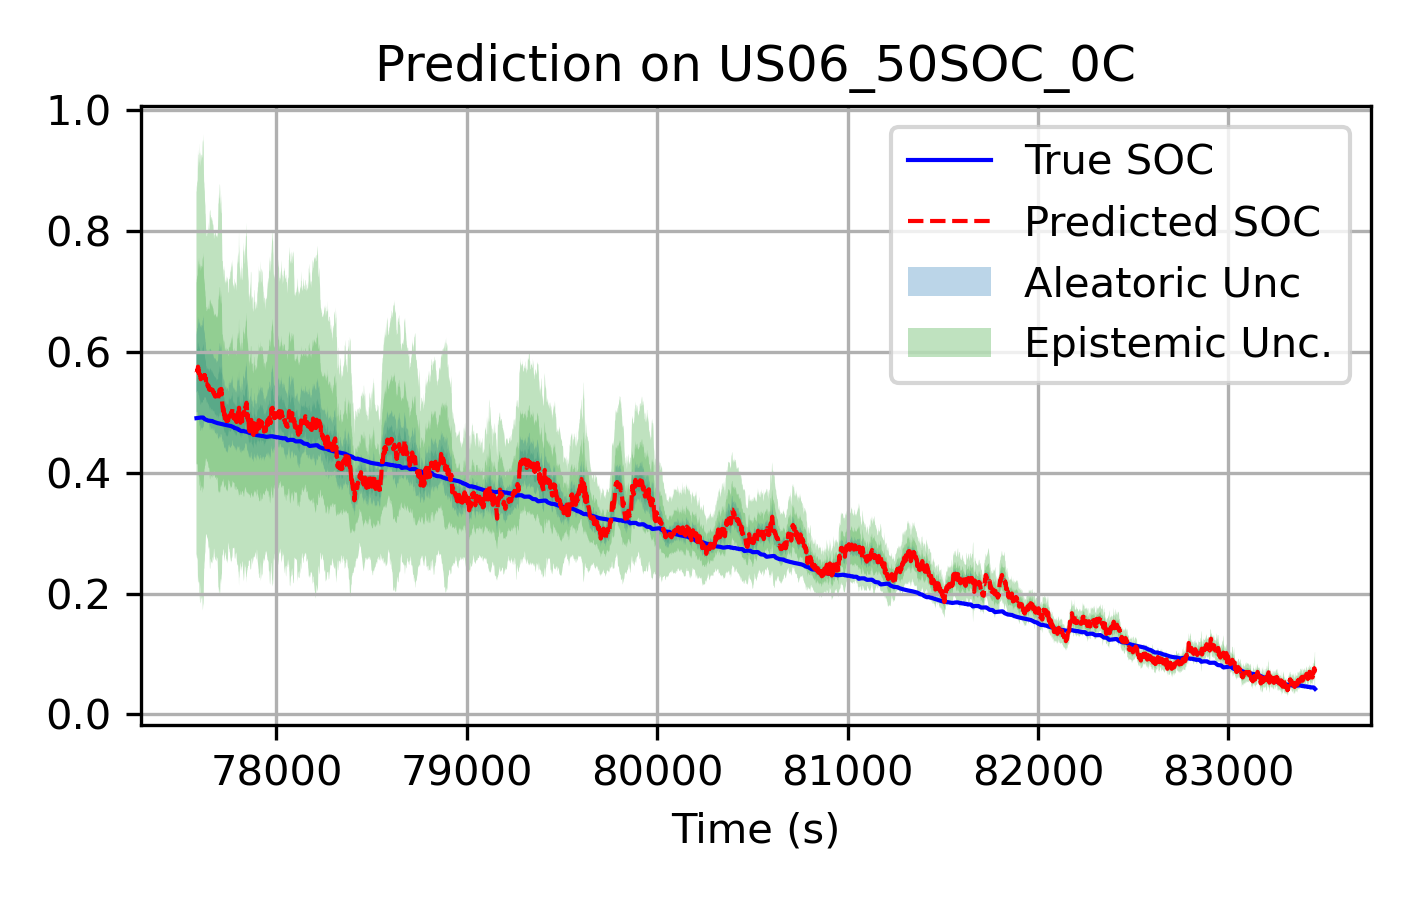 Prediction on US06_50SOC_0C
1.0
0.8
0.6
0.4
0.2
0.0
True SOC
Predicted SOC
Aleatoric Unc
Epistemic Unc.
78000 79000 80000 81000 82000 83000
Time (s)